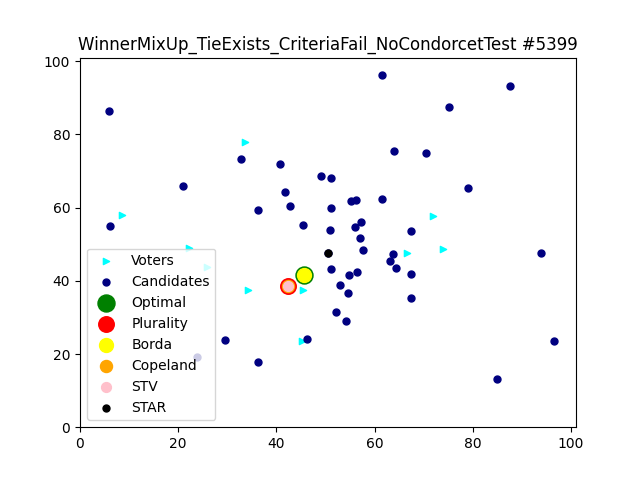 WinnerMixUp_TieExists_CriteriaFail_NoCondorcetTest #5399
100
80
60
40
20
0
Voters
Candidates
Optimal
Plurality
Borda
Copeland
STV
STAR
0 20 40 60 80 100